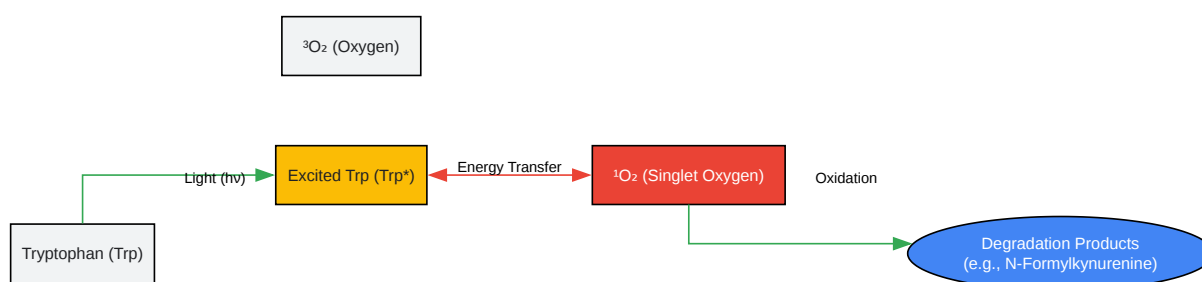 ³O₂ (Oxygen)
Light (hν)
Excited Trp (Trp*)
Energy Transfer
¹O₂ (Singlet Oxygen)
Oxidation
Tryptophan (Trp)
Degradation Products
(e.g., N-Formylkynurenine)